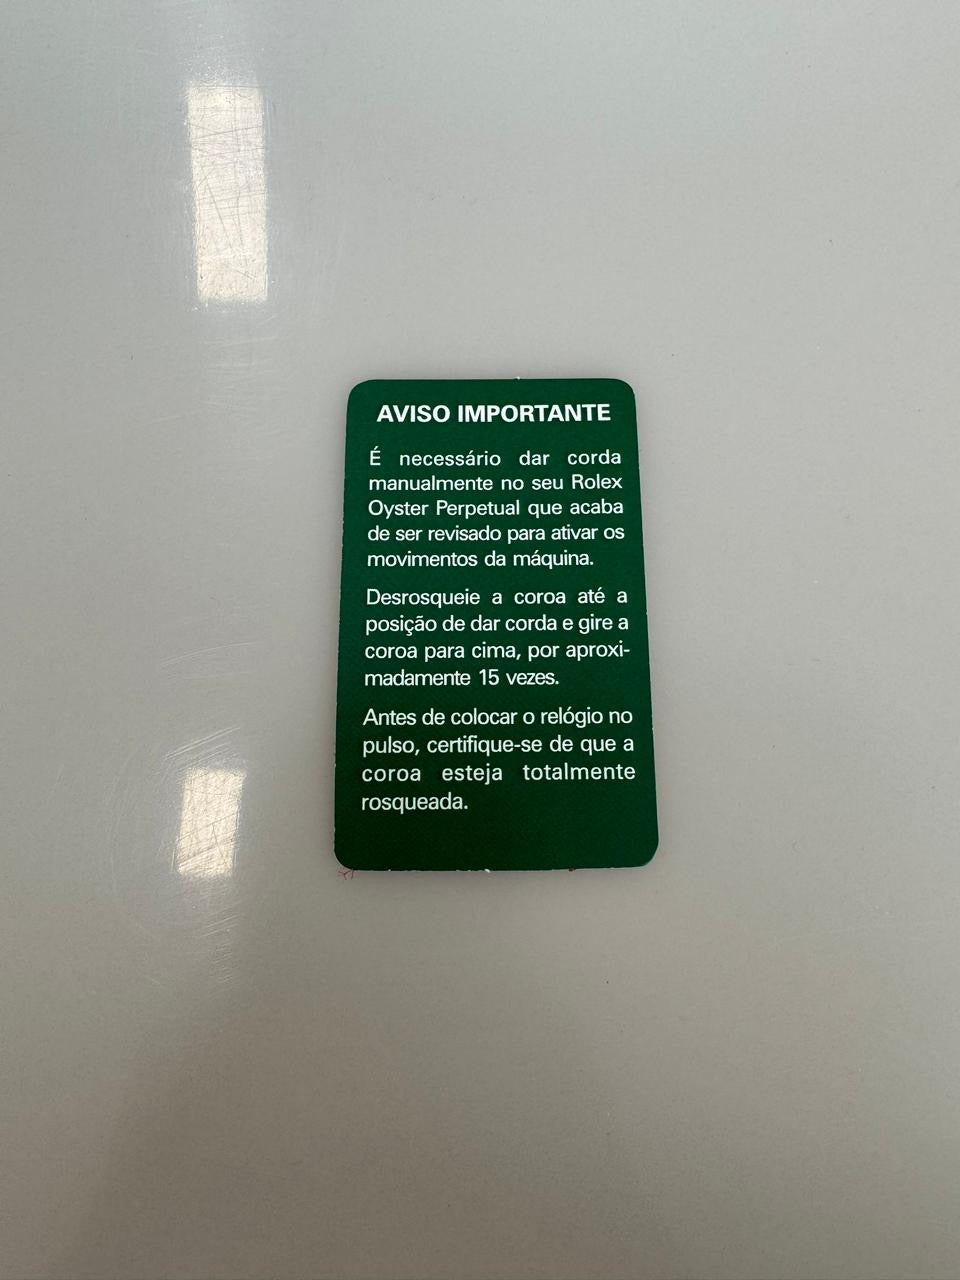 AVISO IMPORTANTE
É necessário dar corda
manualmente no seu Rolex
Oyster Perpetual que acaba
de ser revisado para ativar os
movimentos da máquina.
Desrosqueie a coroa até a
posição de dar corda e gire a
coroa para cima, por aproxi-
madamente 15 vezes.
Antes de colocar o relógio no
pulso, certifique-se de que a
coroa esteja totalmente
rosqueada.